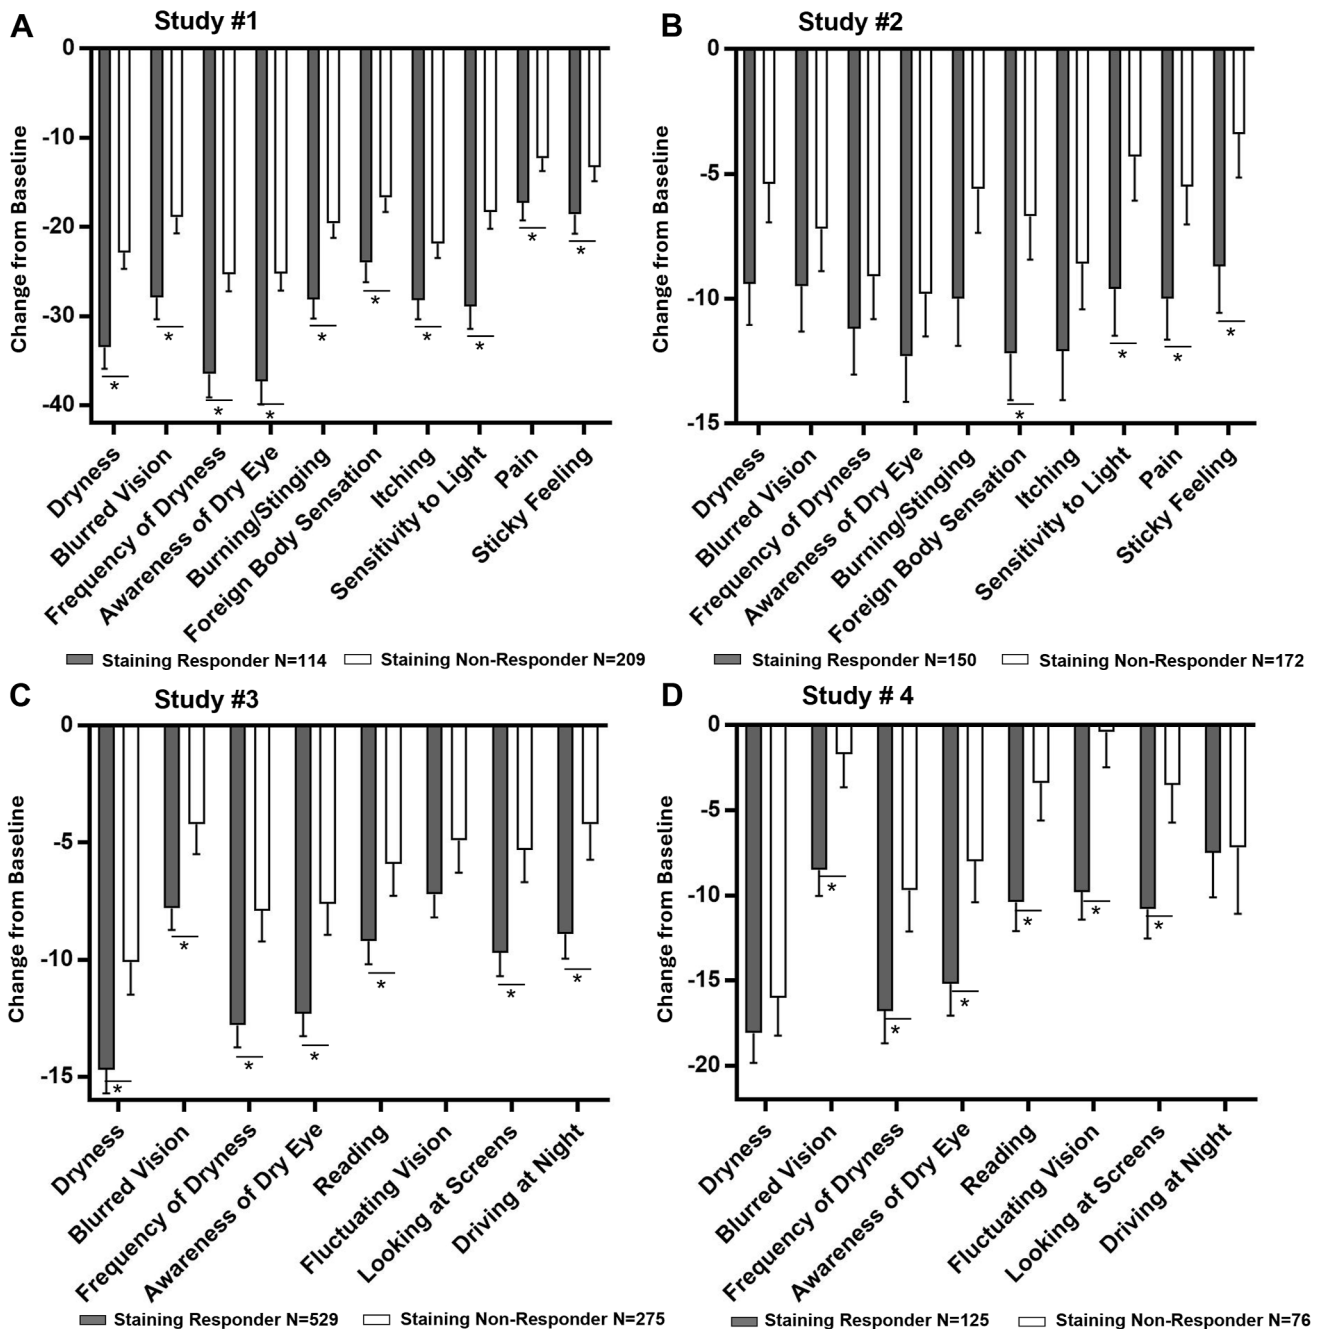 A
Study #1
Change from Baseline
0
-10
-20
-30
-40
* * * * * * * * * *
Dryness
Blurred Vision
Frequency of Dryness
Awareness of Dry Eye
Burning/Stinging
Foreign Body Sensation
Itching
Sensitivity to Light
Pain
Sticky Feeling
Staining Responder N=114 Staining Non-Responder N=209
B
Study #2
Change from Baseline
0
-5
-10
-15
* * * *
Dryness
Blurred Vision
Frequency of Dryness
Awareness of Dry Eye
Burning/Stinging
Foreign Body Sensation
Itching
Sensitivity to Light
Pain
Sticky Feeling
Staining Responder N=150 Staining Non-Responder N=172
C
Study #3
Change from Baseline
0
-5
-10
-15
* * * * * * *
Dryness
Blurred Vision
Frequency of Dryness
Awareness of Dry Eye
Reading
Fluctuating Vision
Looking at Screens
Driving at Night
Staining Responder N=529 Staining Non-Responder N=275
D
Study # 4
Change from Baseline
0
-5
-10
-15
-20
* * * * * *
Dryness
Blurred Vision
Frequency of Dryness
Awareness of Dry Eye
Reading
Fluctuating Vision
Looking at Screens
Driving at Night
Staining Responder N=125 Staining Non-Responder N=76